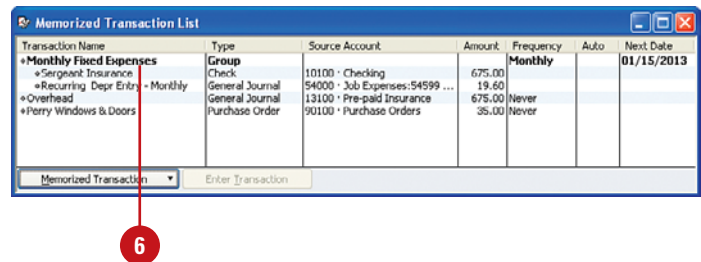 Memorized Transaction List
Transaction Name Type Source Account Amount Frequency Auto Next Date
Monthly Fixed Expenses Group Monthly 01/15/2013
Sergeant Insurance Check 10100 · Checking 675.00
Recurring Depr Entry - Monthly General Journal 54000 · Job Expenses:54599 ... 19.60
Overhead General Journal 13100 · Pre-paid Insurance 675.00 Never
Perry Windows & Doors Purchase Order 90100 · Purchase Orders 35.00 Never
Memorized Transaction Enter Transaction
6